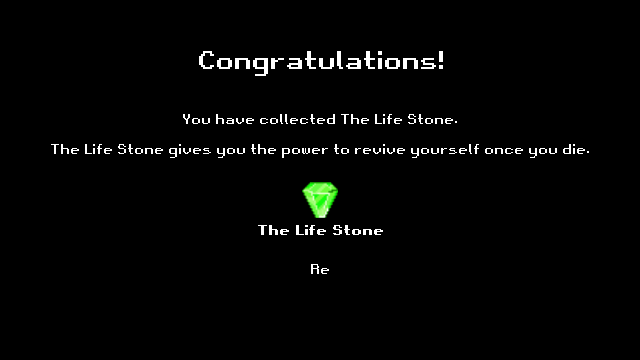 Congratulations!
You have collected The Life Stone.
The Life Stone gives you the power to revive yourself once you die.
The Life Stone
Re